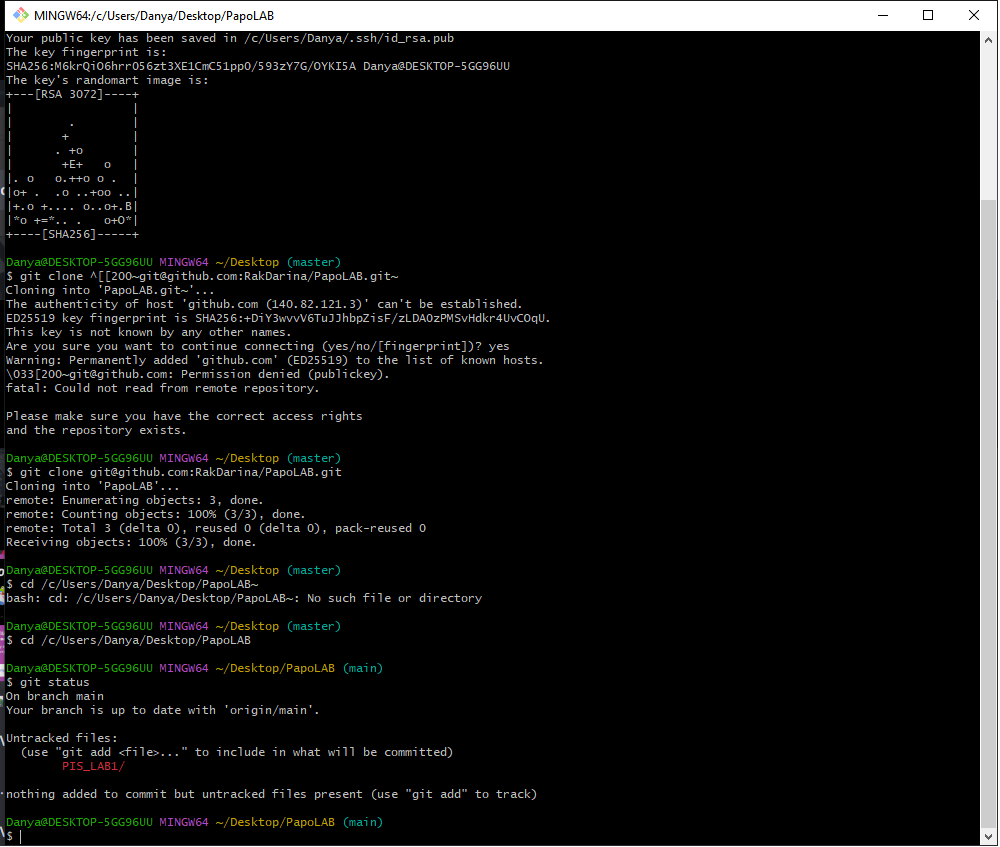 MINGW64:/c/Users/Danya/Desktop/PapoLAB
Your public key has been saved in /c/Users/Danya/.ssh/id_rsa.pub
The key fingerprint is:
SHA256:M6krQiO6hrrO56zt3XE1CmC51ppO/593zY7G/OYKI5A Danya@DESKTOP-5GG96UU
The key's randomart image is:
+---[RSA 3072]----+
|                 |
|        .        |
|       +         |
|      . +o       |
|       +E+   o   |
|. o   o.++o o .  |
|o+ .  .o ..+oo ..|
|+.o +.... o..o+.B|
|*o +=*.. .   o+O*|
+----[SHA256]-----+
Danya@DESKTOP-5GG96UU MINGW64 ~/Desktop (master)
$ git clone ^[[200~git@github.com:RakDarina/PapoLAB.git~
Cloning into 'PapoLAB.git~'...
The authenticity of host 'github.com (140.82.121.3)' can't be established.
ED25519 key fingerprint is SHA256:+DiY3wvvV6TuJJhbpZisF/zLDA0zPMSvHdkr4UvCOqU.
This key is not known by any other names.
Are you sure you want to continue connecting (yes/no/[fingerprint])? yes
Warning: Permanently added 'github.com' (ED25519) to the list of known hosts.
\033[200~git@github.com: Permission denied (publickey).
fatal: Could not read from remote repository.
Please make sure you have the correct access rights
and the repository exists.
Danya@DESKTOP-5GG96UU MINGW64 ~/Desktop (master)
$ git clone git@github.com:RakDarina/PapoLAB.git
Cloning into 'PapoLAB'...
remote: Enumerating objects: 3, done.
remote: Counting objects: 100% (3/3), done.
remote: Total 3 (delta 0), reused 0 (delta 0), pack-reused 0
Receiving objects: 100% (3/3), done.
Danya@DESKTOP-5GG96UU MINGW64 ~/Desktop (master)
$ cd /c/Users/Danya/Desktop/PapoLAB~
bash: cd: /c/Users/Danya/Desktop/PapoLAB~: No such file or directory
Danya@DESKTOP-5GG96UU MINGW64 ~/Desktop (master)
$ cd /c/Users/Danya/Desktop/PapoLAB
Danya@DESKTOP-5GG96UU MINGW64 ~/Desktop/PapoLAB (main)
$ git status
On branch main
Your branch is up to date with 'origin/main'.
Untracked files:
  (use "git add <file>..." to include in what will be committed)
        PIS_LAB1/
nothing added to commit but untracked files present (use "git add" to track)
Danya@DESKTOP-5GG96UU MINGW64 ~/Desktop/PapoLAB (main)
$